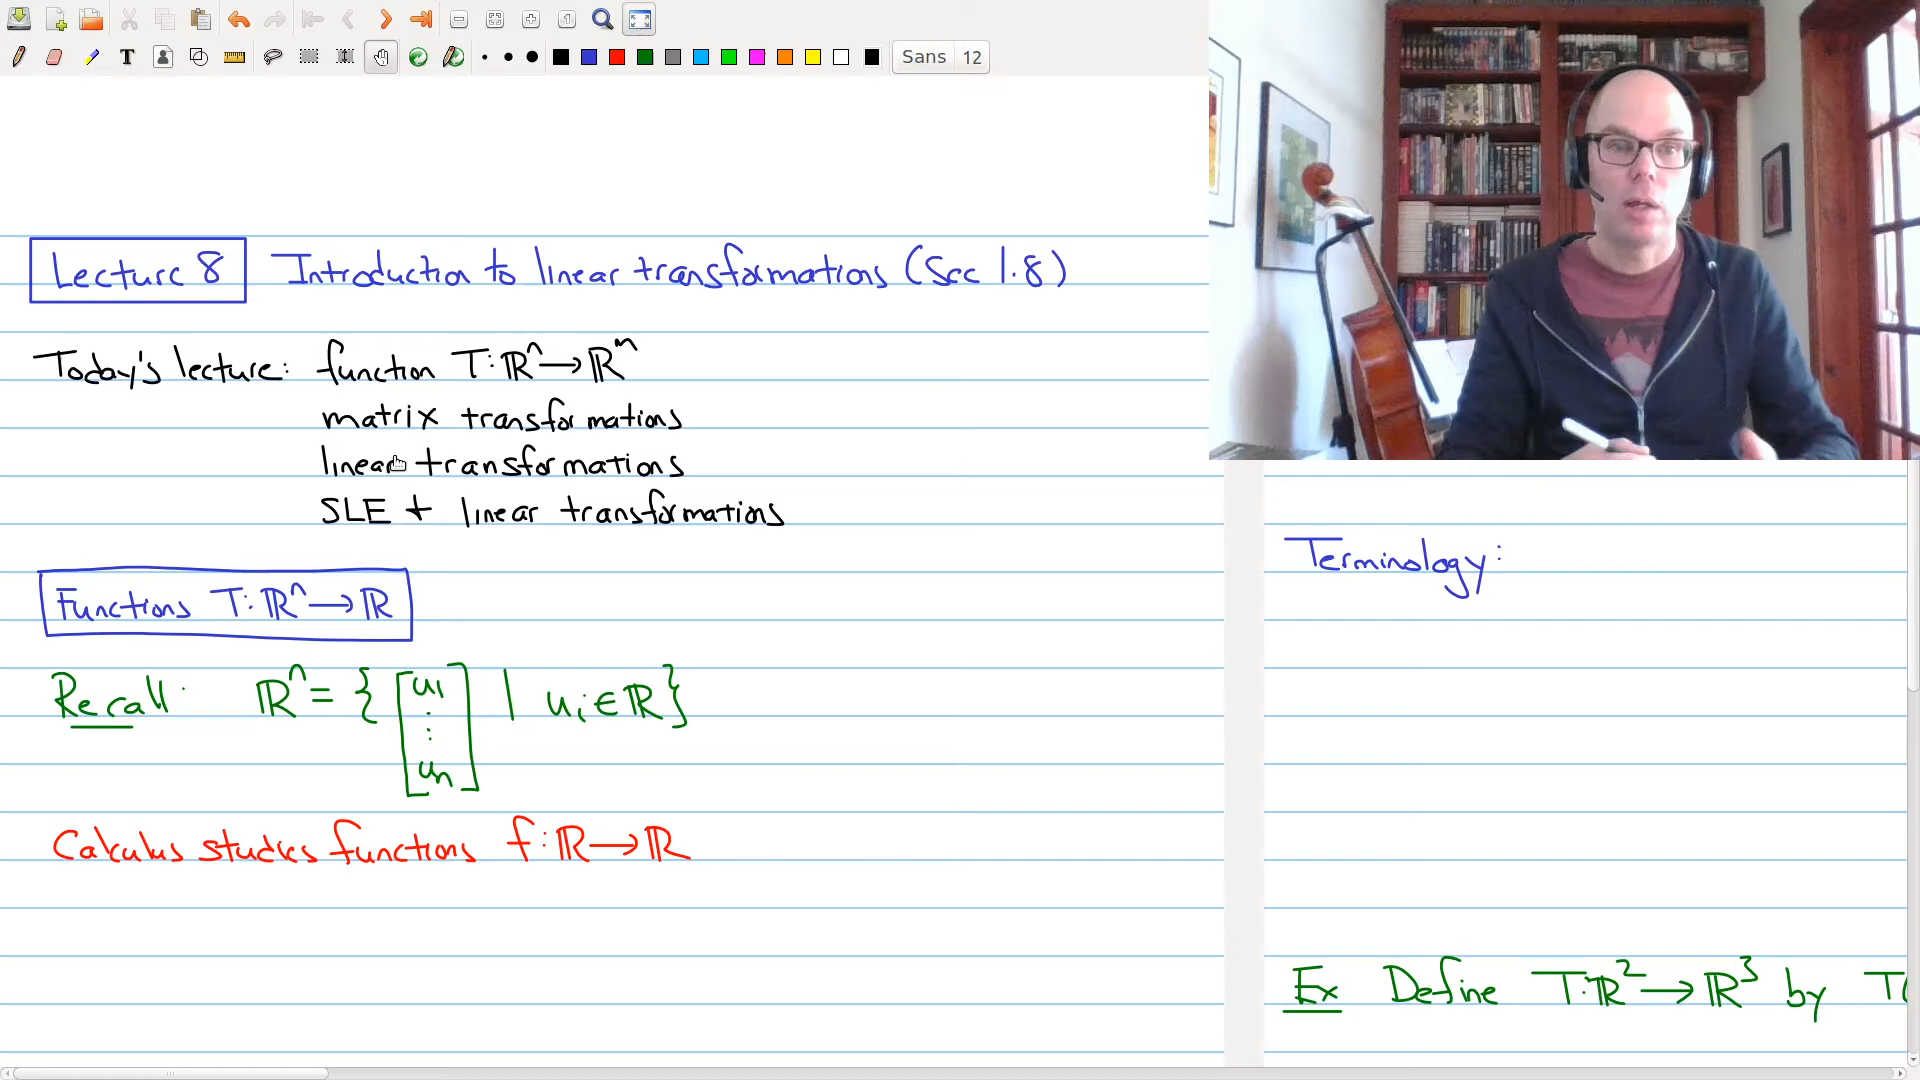 Sans 12
Lecture 8 Introduction to linear transformations (Sec 1.8)
Today's lecture: function T: ℝⁿ → ℝᵐ
matrix transformations
linear transformations
SLE + linear transformations
Functions T: ℝⁿ → ℝ
Recall: ℝⁿ = { [u₁ ⋮ uₙ] | uᵢ ∈ ℝ }
Calculus studies functions f: ℝ → ℝ
Terminology:
Ex Define T: ℝ² → ℝ³ by T(